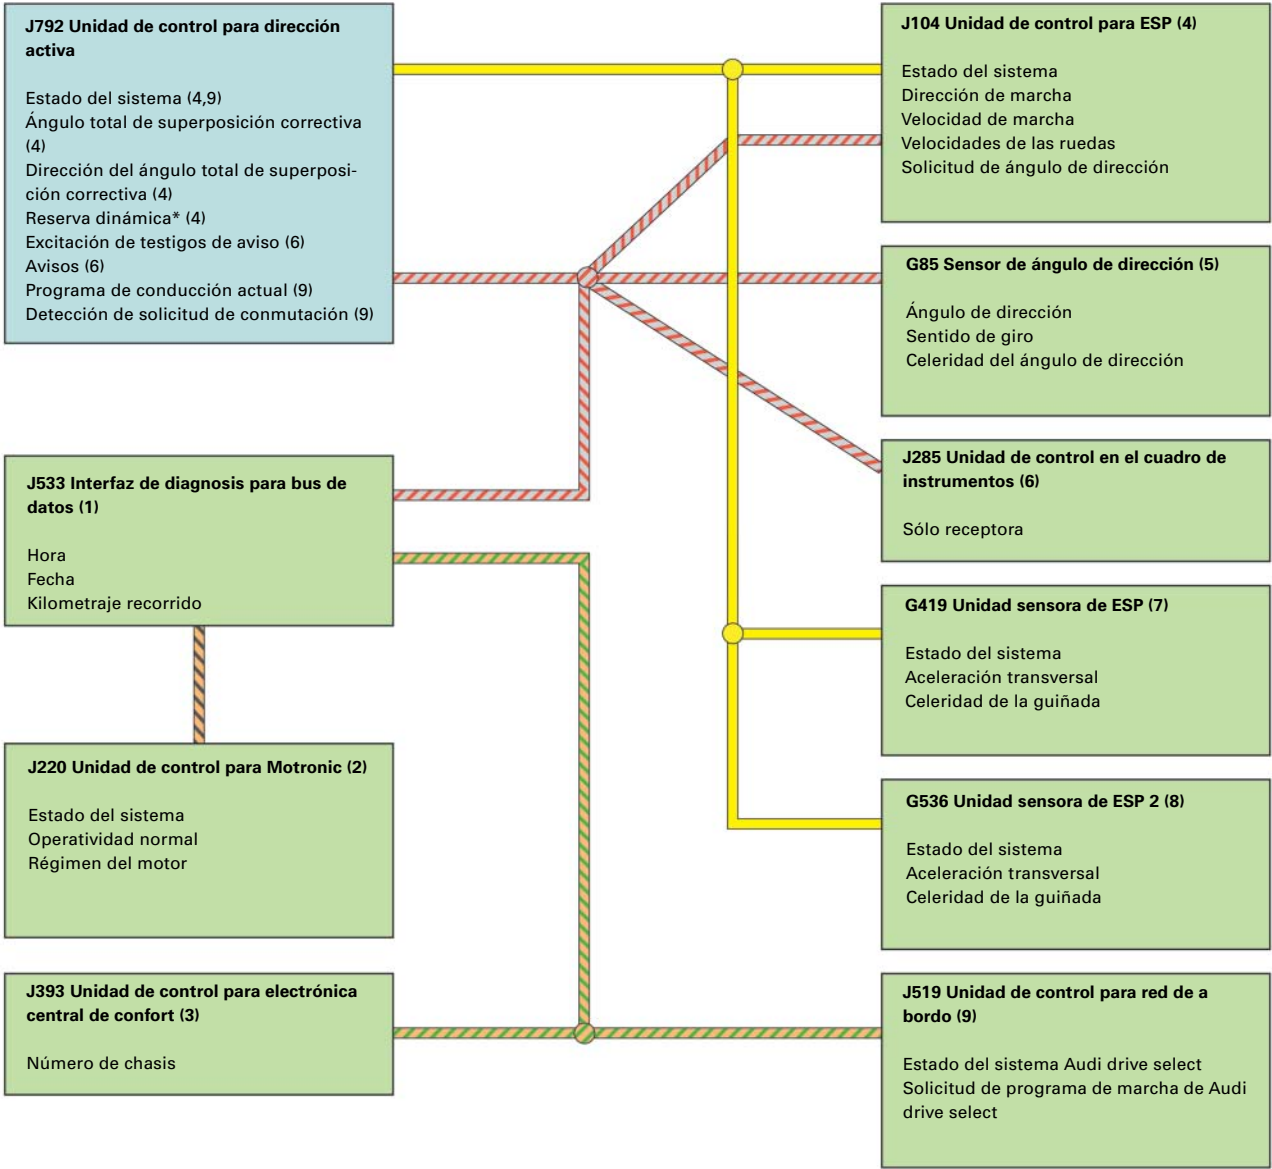 J792 Unidad de control para dirección
activa
Estado del sistema (4,9)
Ángulo total de superposición correctiva
(4)
Dirección del ángulo total de superposi-
ción correctiva (4)
Reserva dinámica* (4)
Excitación de testigos de aviso (6)
Avisos (6)
Programa de conducción actual (9)
Detección de solicitud de conmutación (9)
J533 Interfaz de diagnosis para bus de
datos (1)
Hora
Fecha
Kilometraje recorrido
J220 Unidad de control para Motronic (2)
Estado del sistema
Operatividad normal
Régimen del motor
J393 Unidad de control para electrónica
central de confort (3)
Número de chasis
J104 Unidad de control para ESP (4)
Estado del sistema
Dirección de marcha
Velocidad de marcha
Velocidades de las ruedas
Solicitud de ángulo de dirección
G85 Sensor de ángulo de dirección (5)
Ángulo de dirección
Sentido de giro
Celeridad del ángulo de dirección
J285 Unidad de control en el cuadro de
instrumentos (6)
Sólo receptora
G419 Unidad sensora de ESP (7)
Estado del sistema
Aceleración transversal
Celeridad de la guiñada
G536 Unidad sensora de ESP 2 (8)
Estado del sistema
Aceleración transversal
Celeridad de la guiñada
J519 Unidad de control para red de a
bordo (9)
Estado del sistema Audi drive select
Solicitud de programa de marcha de Audi
drive select